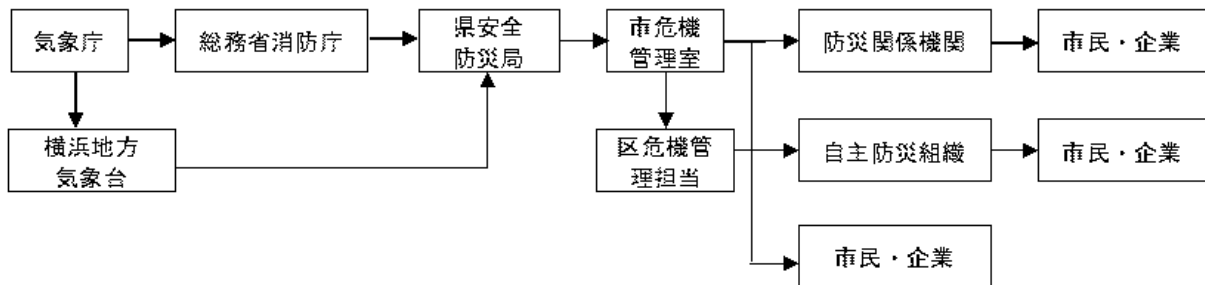 気象庁
総務省消防庁
県安全
防災局
市危機
管理室
防災関係機関
市民・企業
横浜地方
気象台
区危機管
理担当
自主防災組織
市民・企業
市民・企業